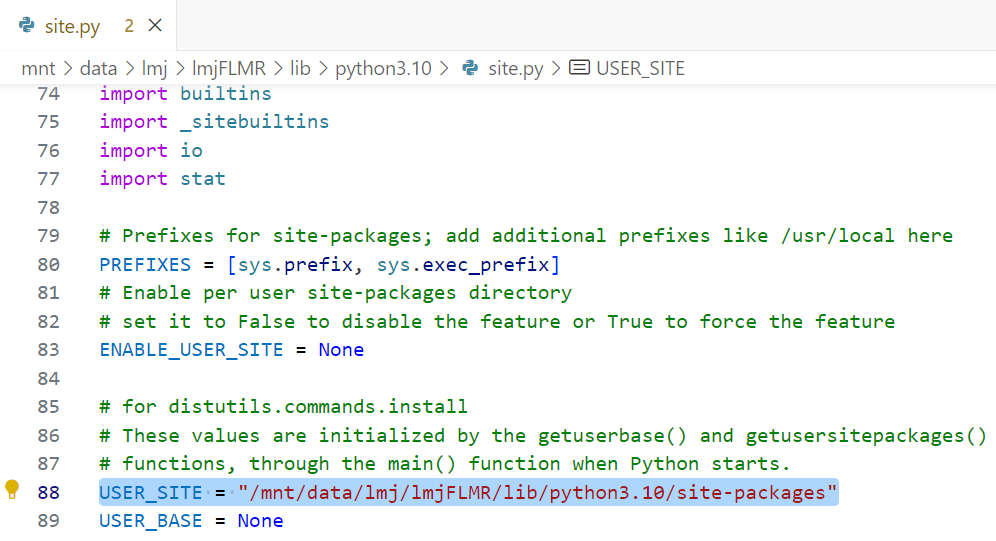 site.py 2
mnt > data > lmj > lmjFLMR > lib > python3.10 > site.py > USER_SITE
74 import builtins
75 import _sitebuiltins
76 import io
77 import stat
78
79 # Prefixes for site-packages; add additional prefixes like /usr/local here
80 PREFIXES = [sys.prefix, sys.exec_prefix]
81 # Enable per user site-packages directory
82 # set it to False to disable the feature or True to force the feature
83 ENABLE_USER_SITE = None
84
85 # for distutils.commands.install
86 # These values are initialized by the getuserbase() and getusersitepackages()
87 # functions, through the main() function when Python starts.
88 USER_SITE = "/mnt/data/lmj/lmjFLMR/lib/python3.10/site-packages"
89 USER_BASE = None